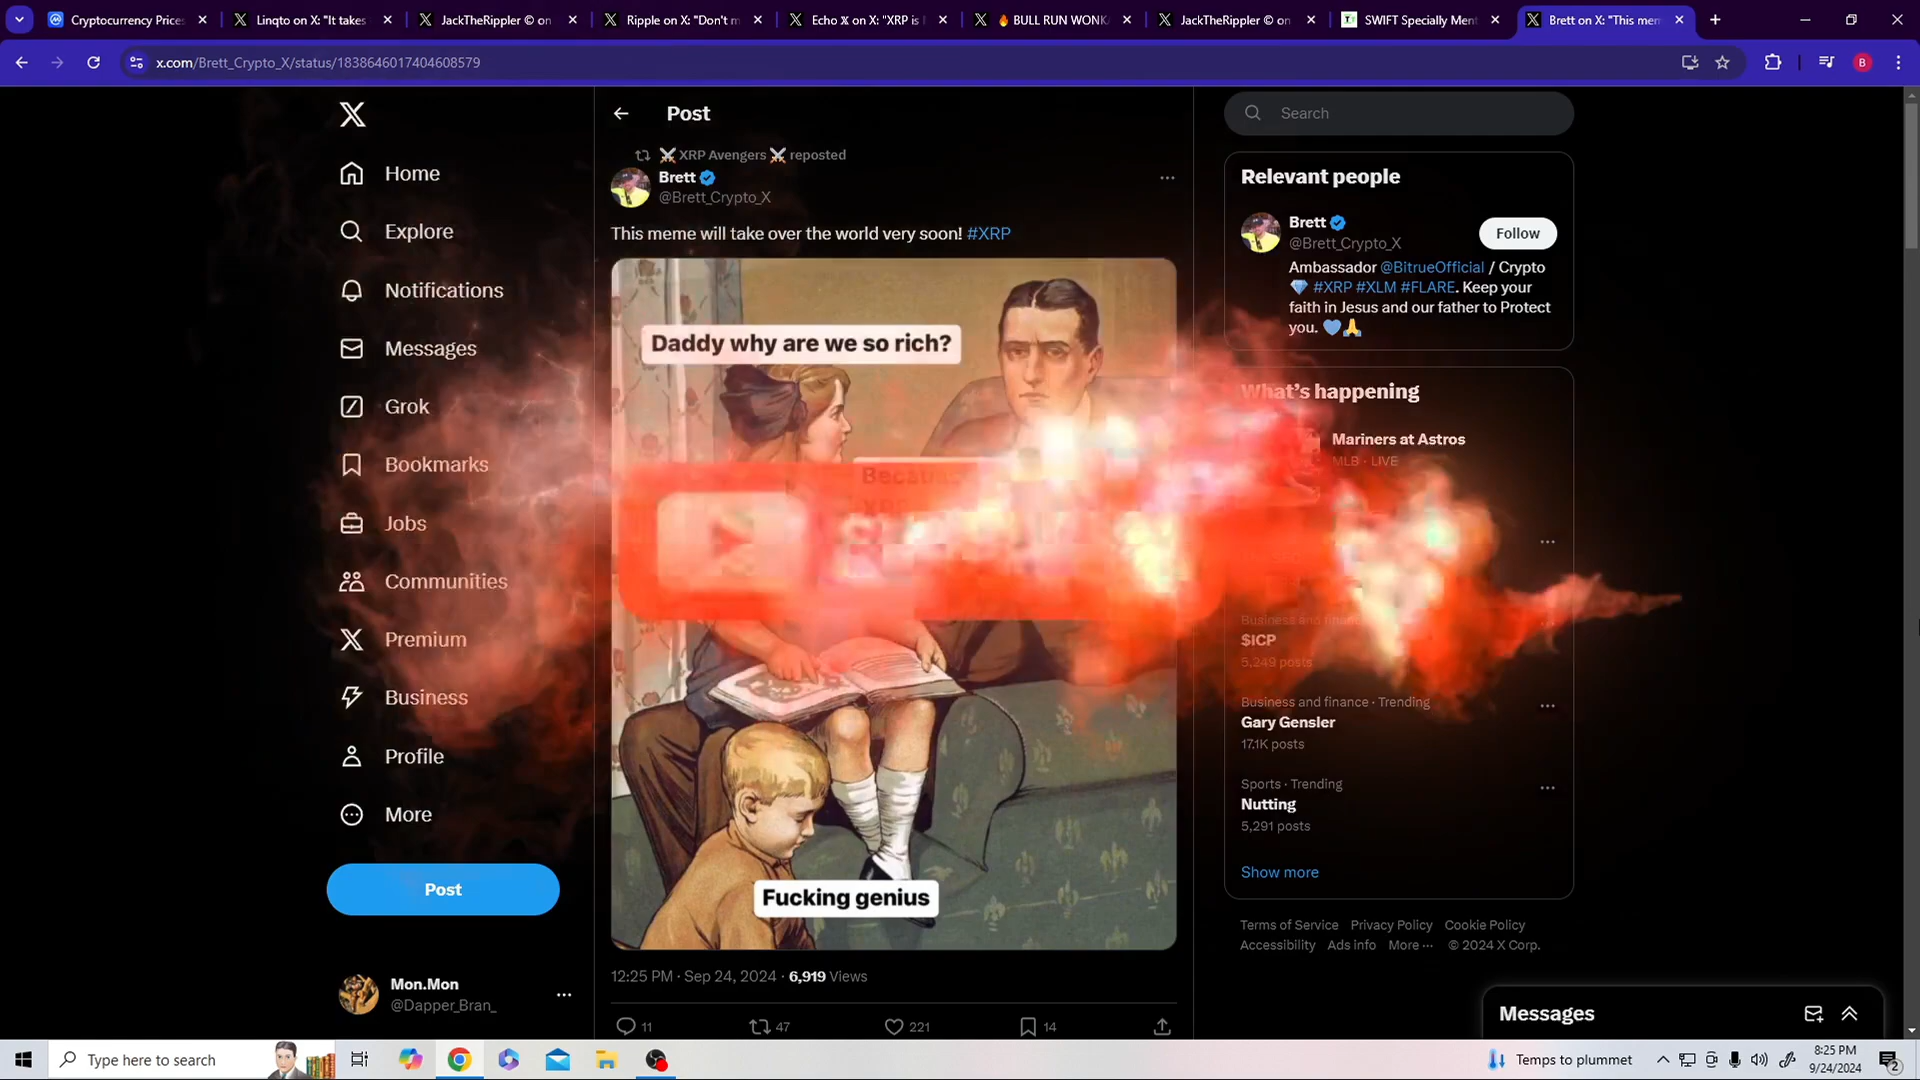 Cryptocurrency Prices
Linqto on X: "It takes
JackTheRippler © on
Ripple on X: "Don't m
Echo X on X: "XRP is
🔥 BULL RUN WONK
JackTheRippler © on
SWIFT Specially Ment
Brett on X: "This mem
x.com/Brett_Crypto_X/status/1838646017404608579
B
Home
Explore
Notifications
Messages
Grok
Bookmarks
Jobs
Communities
Premium
Business
Profile
More
Post
Mon.Mon
@Dapper_Bran_
Post
⚔️ XRP Avengers ⚔️ reposted
Brett
@Brett_Crypto_X
This meme will take over the world very soon! #XRP
Daddy why are we so rich?
Fucking genius
12:25 PM · Sep 24, 2024 · 6,919 Views
11
47
221
14
Search
Relevant people
Brett
@Brett_Crypto_X
Follow
Ambassador @BitrueOfficial / Crypto
💎 #XRP #XLM #FLARE. Keep your
faith in Jesus and our father to Protect
you. 💙🙏
What's happening
Mariners at Astros
MLB · LIVE
Business and finan
$ICP
5,249 posts
Business and finance · Trending
Gary Gensler
17.1K posts
Sports · Trending
Nutting
5,291 posts
Show more
Terms of Service Privacy Policy Cookie Policy
Accessibility Ads info More ··· © 2024 X Corp.
Messages
Type here to search
Temps to plummet
8:25 PM
9/24/2024
2